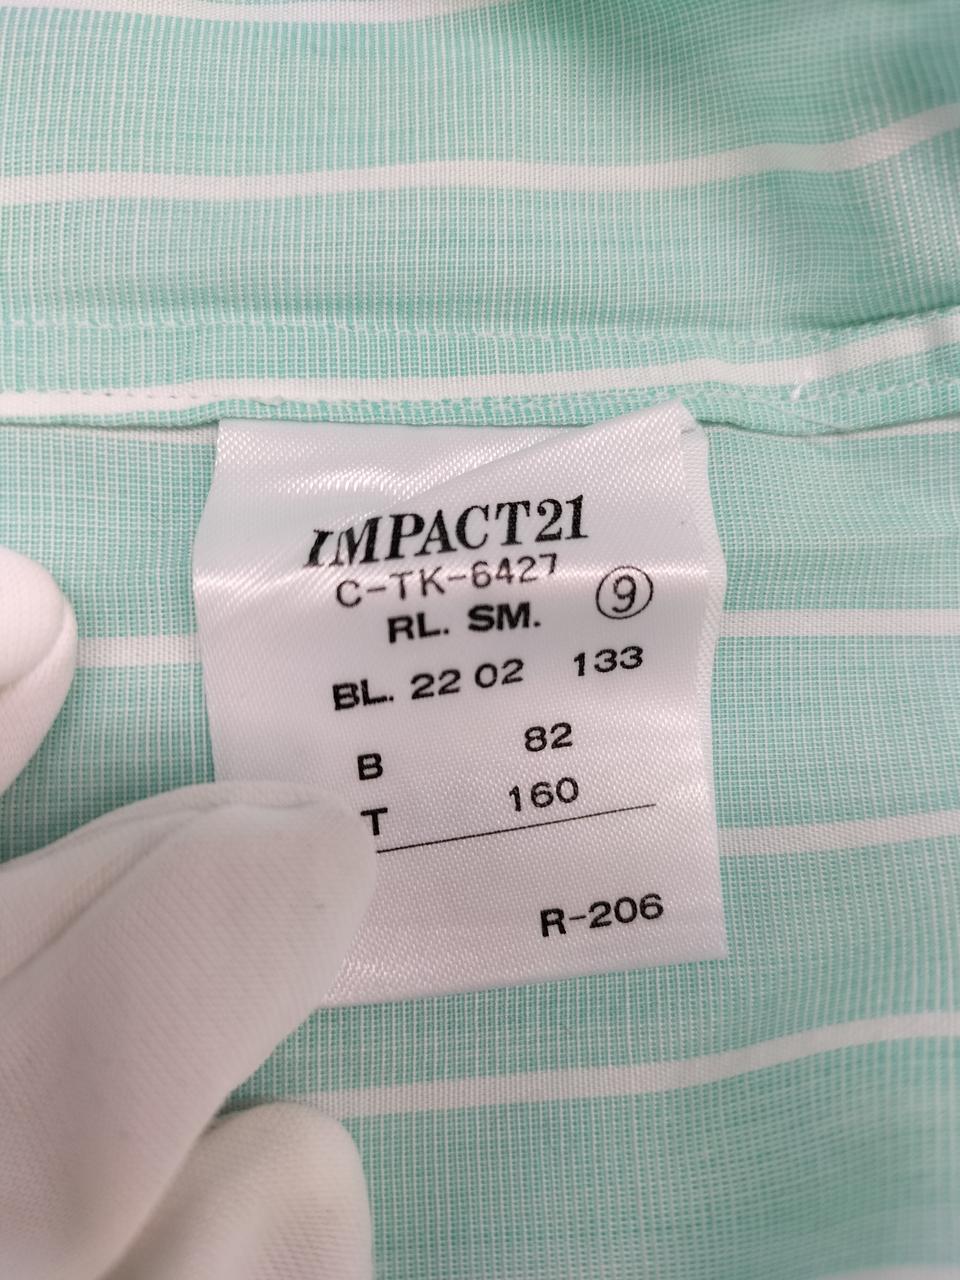 IMPACT21
C-TK-6427 ⑨
RL. SM.
BL. 22 02 133
B 82
T 160
R-206